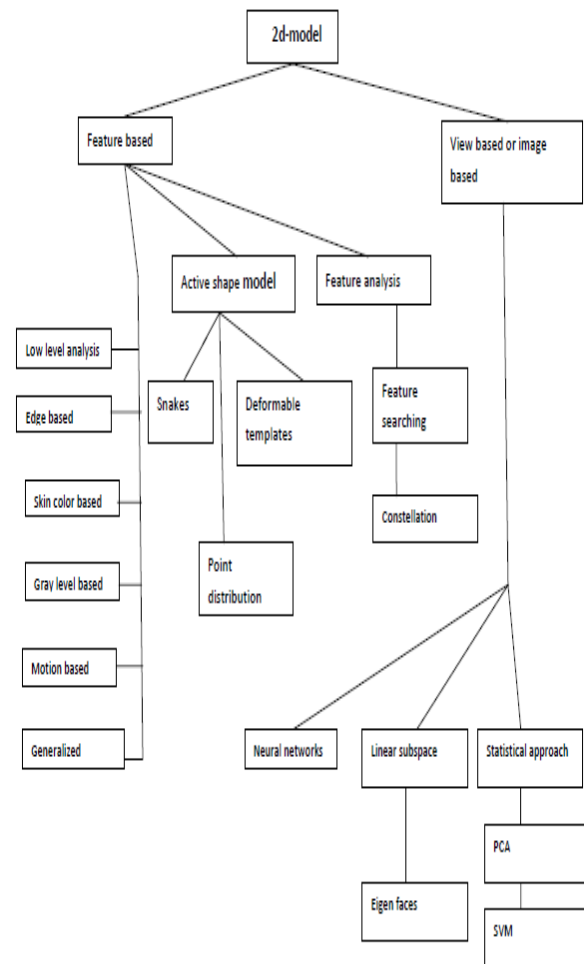 2d-model
Feature based
View based or image
based
Active shape model
Feature analysis
Low level analysis
Snakes
Deformable
templates
Feature
searching
Edge based
Skin color based
Constellation
Point
distribution
Gray level based
Motion based
Generalized
Neural networks
Linear subspace
Statistical approach
PCA
Eigen faces
SVM